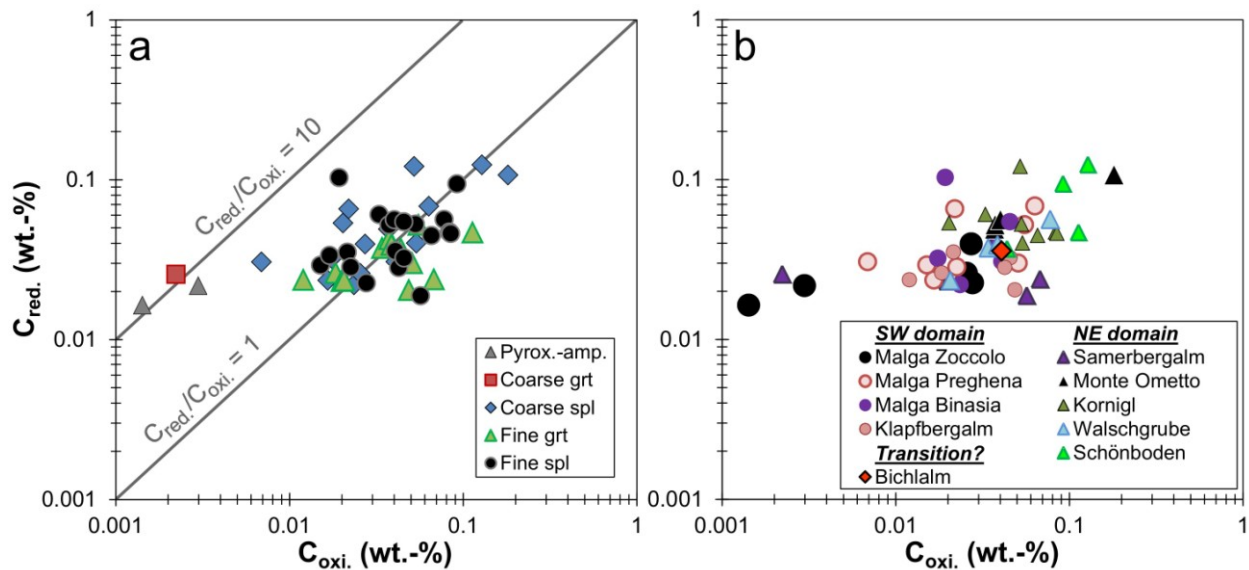 a
1
0.1
0.01
0.001
C_red. (wt.-%)
C_red./C_oxi. = 10
C_red./C_oxi. = 1
Pyrox.-amp.
Coarse grt
Coarse spl
Fine grt
Fine spl
0.001
0.01
0.1
1
C_oxi. (wt.-%)
b
1
0.1
0.01
0.001
SW domain
Malga Zoccolo
Malga Preghena
Malga Binasia
Klapfbergalm
Transition?
Bichlalm
NE domain
Samerbergalm
Monte Ometto
Kornigl
Walschgrube
Schönboden
0.001
0.01
0.1
1
C_oxi. (wt.-%)